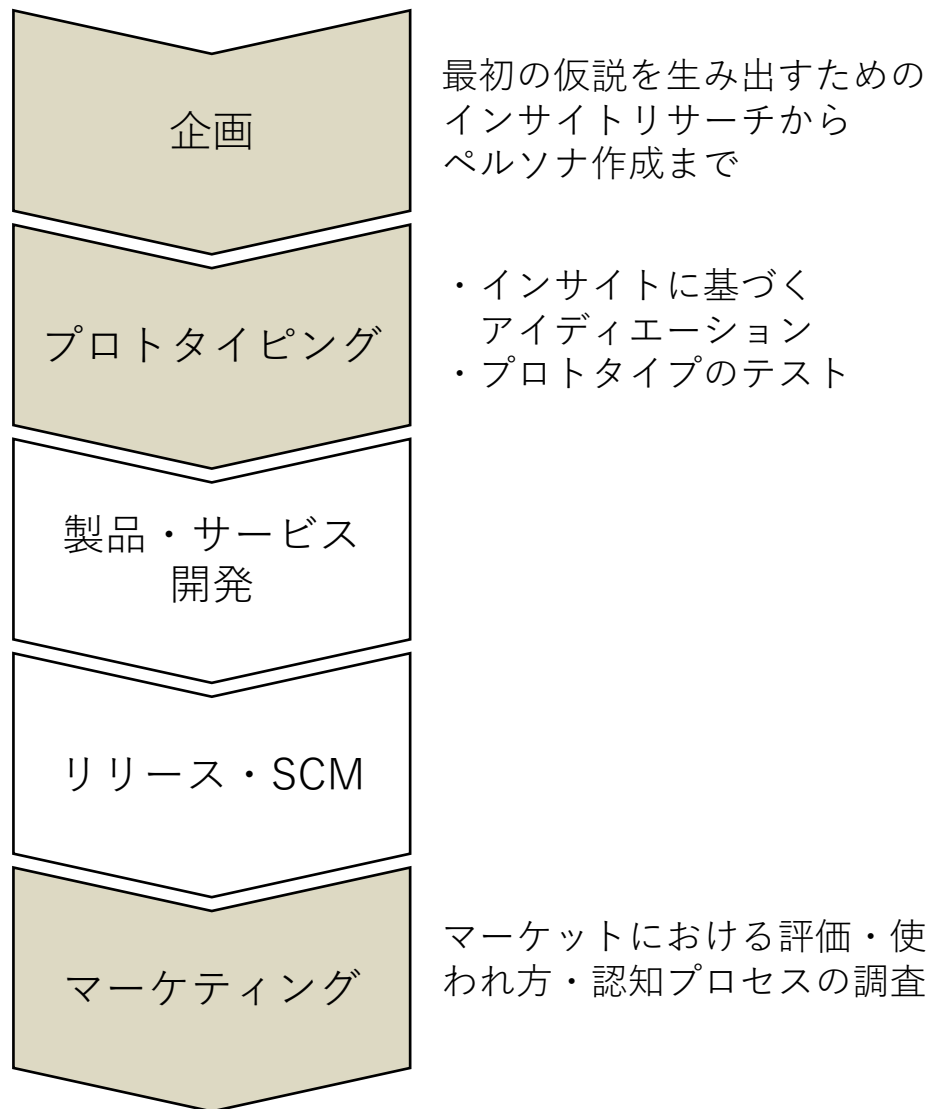 企画
最初の仮説を生み出すための
インサイトリサーチから
ペルソナ作成まで
プロトタイピング
・インサイトに基づく
アイディエーション
・プロトタイプのテスト
製品・サービス
開発
リリース・SCM
マーケティング
マーケットにおける評価・使
われ方・認知プロセスの調査